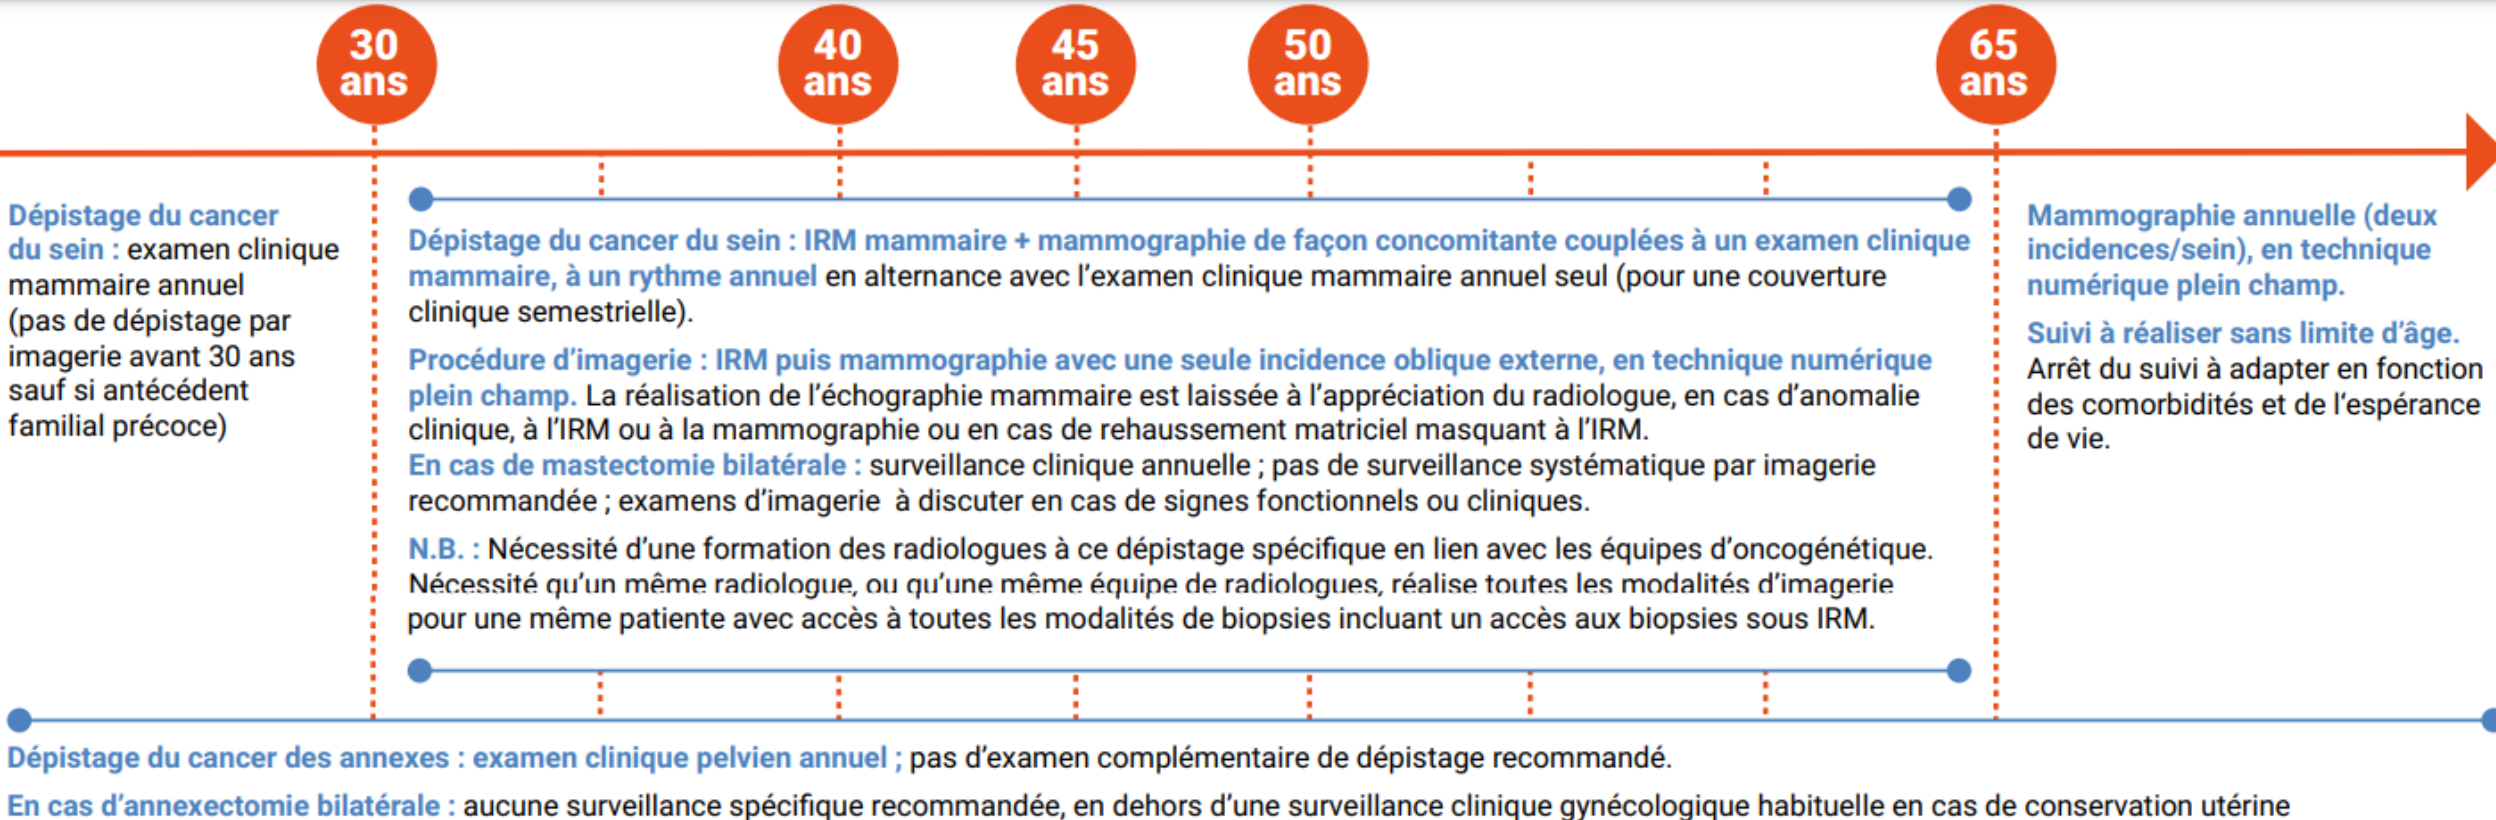 30
ans
40
ans
45
ans
50
ans
65
ans
Dépistage du cancer
du sein : examen clinique
mammaire annuel
(pas de dépistage par
imagerie avant 30 ans
sauf si antécédent
familial précoce)
Dépistage du cancer du sein : IRM mammaire + mammographie de façon concomitante couplées à un examen clinique
mammaire, à un rythme annuel en alternance avec l'examen clinique mammaire annuel seul (pour une couverture
clinique semestrielle).
Procédure d'imagerie : IRM puis mammographie avec une seule incidence oblique externe, en technique numérique
plein champ. La réalisation de l'échographie mammaire est laissée à l'appréciation du radiologue, en cas d'anomalie
clinique, à l'IRM ou à la mammographie ou en cas de rehaussement matriciel masquant à l'IRM.
En cas de mastectomie bilatérale : surveillance clinique annuelle ; pas de surveillance systématique par imagerie
recommandée ; examens d'imagerie à discuter en cas de signes fonctionnels ou cliniques.
N.B. : Nécessité d'une formation des radiologues à ce dépistage spécifique en lien avec les équipes d'oncogénétique.
Nécessité qu'un même radiologue, ou qu'une même équipe de radiologues, réalise toutes les modalités d'imagerie
pour une même patiente avec accès à toutes les modalités de biopsies incluant un accès aux biopsies sous IRM.
Mammographie annuelle (deux
incidences/sein), en technique
numérique plein champ.
Suivi à réaliser sans limite d'âge.
Arrêt du suivi à adapter en fonction
des comorbidités et de l'espérance
de vie.
Dépistage du cancer des annexes : examen clinique pelvien annuel ; pas d'examen complémentaire de dépistage recommandé.
En cas d'annexectomie bilatérale : aucune surveillance spécifique recommandée, en dehors d'une surveillance clinique gynécologique habituelle en cas de conservation utérine